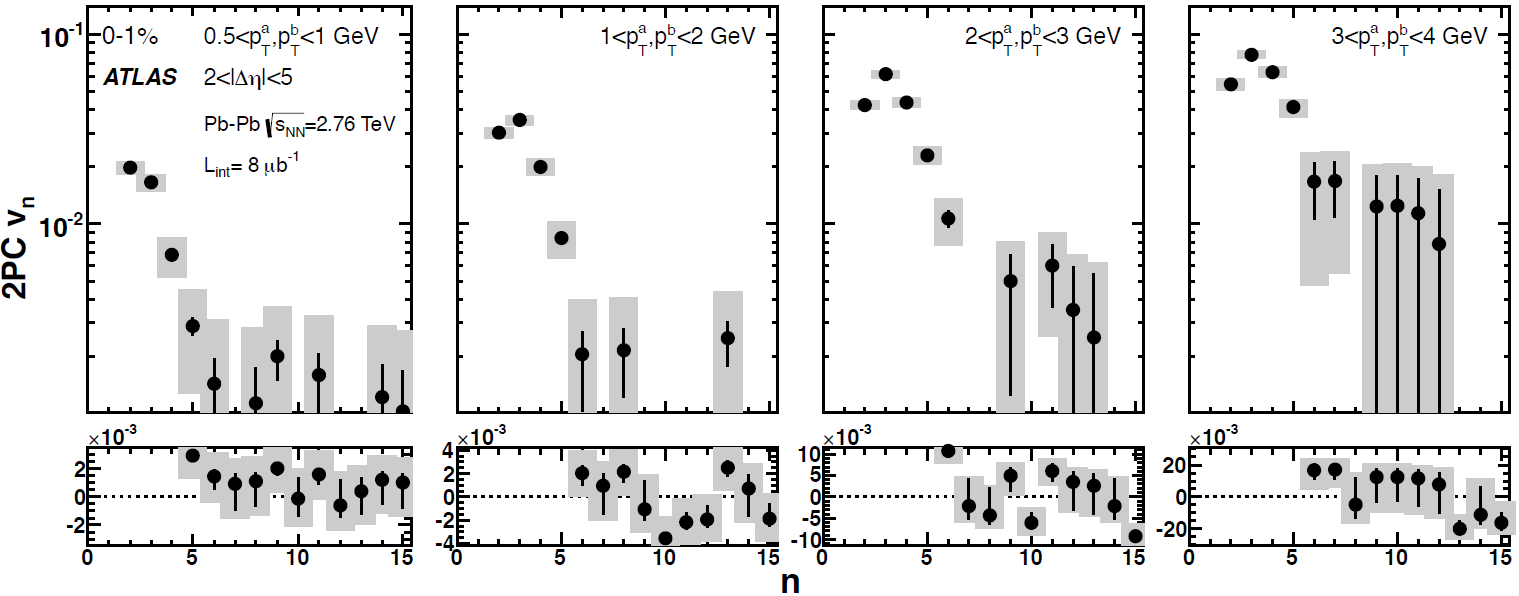 10⁻¹
10⁻²
2PC vₙ
0-1% 0.5<p_T^a,p_T^b<1 GeV
ATLAS 2<|Δη|<5
Pb-Pb √s_NN=2.76 TeV
L_int= 8 μb⁻¹
1<p_T^a,p_T^b<2 GeV
2<p_T^a,p_T^b<3 GeV
3<p_T^a,p_T^b<4 GeV
×10⁻³
2
0
-2
0 5 10 15
×10⁻³
4
2
0
-2
-4
0 5 10 15
×10⁻³
10
5
0
-5
-10
0 5 10 15
×10⁻³
20
0
-20
0 5 10 15
n